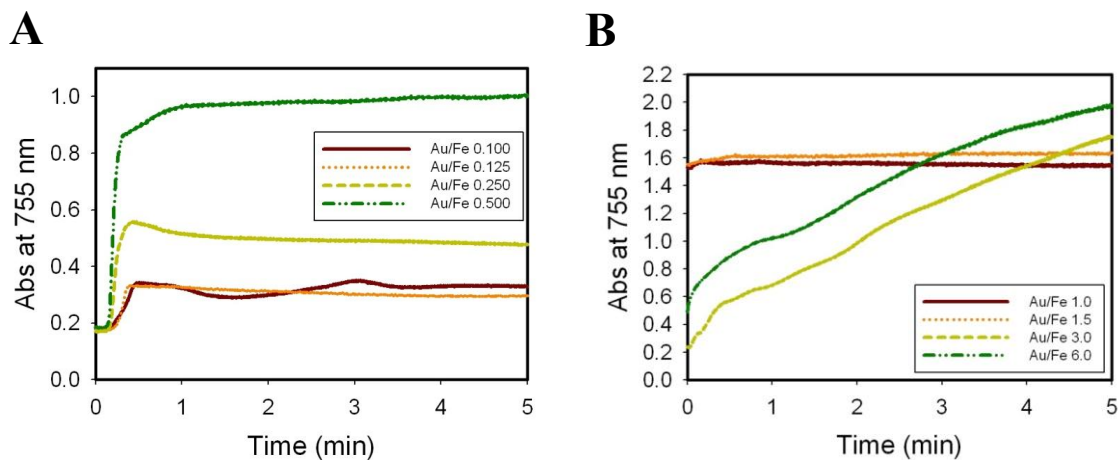 A
Abs at 755 nm
1.0
0.8
0.6
0.4
0.2
0.0
Au/Fe 0.100
Au/Fe 0.125
Au/Fe 0.250
Au/Fe 0.500
0 1 2 3 4 5
Time (min)
B
Abs at 755 nm
2.2
2.0
1.8
1.6
1.4
1.2
1.0
0.8
0.6
0.4
0.2
0.0
Au/Fe 1.0
Au/Fe 1.5
Au/Fe 3.0
Au/Fe 6.0
0 1 2 3 4 5
Time (min)